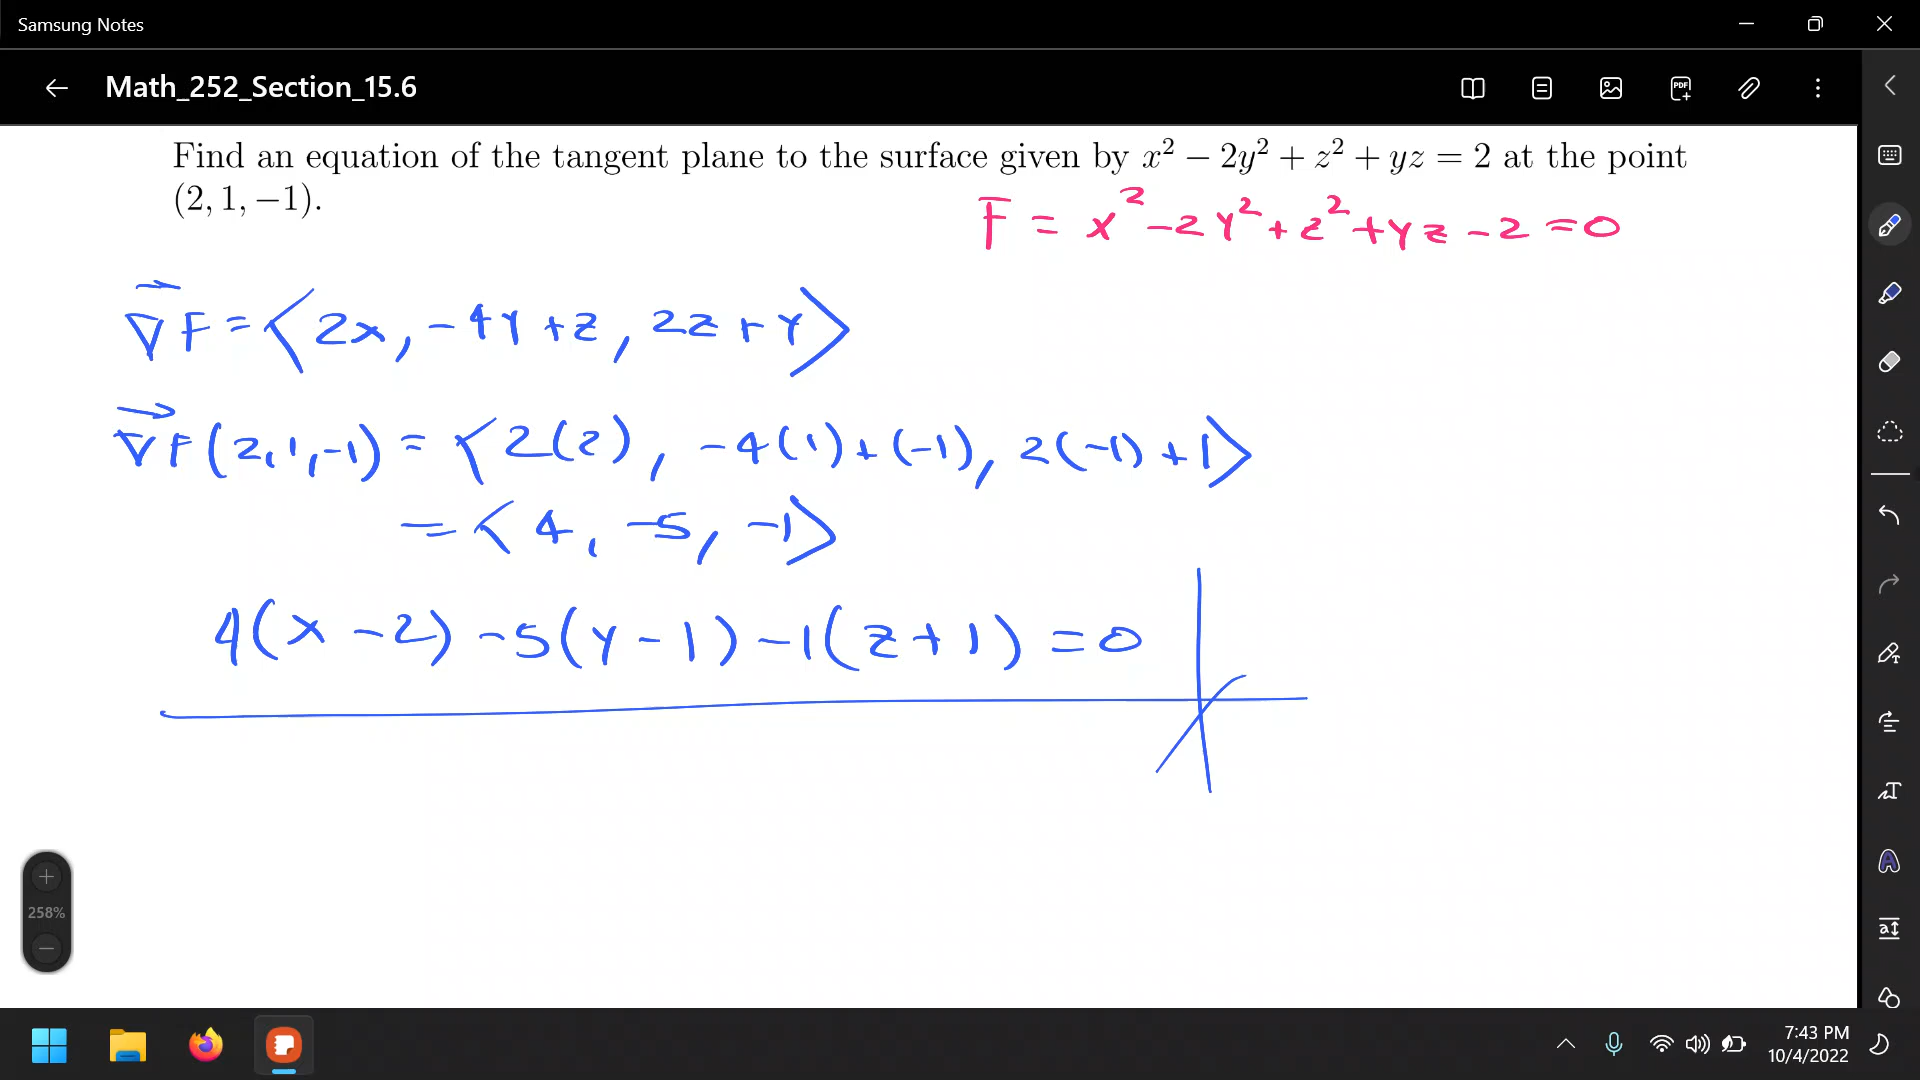 Samsung Notes
Math_252_Section_15.6
PDF
Find an equation of the tangent plane to the surface given by x² − 2y² + z² + yz = 2 at the point
(2, 1, −1).
F = x² − 2y² + z² + yz − 2 = 0
∇⃗F = ⟨2x, −4y + z, 2z + y⟩
∇⃗F(2, 1, −1) = ⟨2(2), −4(1) + (−1), 2(−1) + 1⟩
= ⟨4, −5, −1⟩
4(x − 2) − 5(y − 1) − 1(z + 1) = 0
258%
7:43 PM
10/4/2022